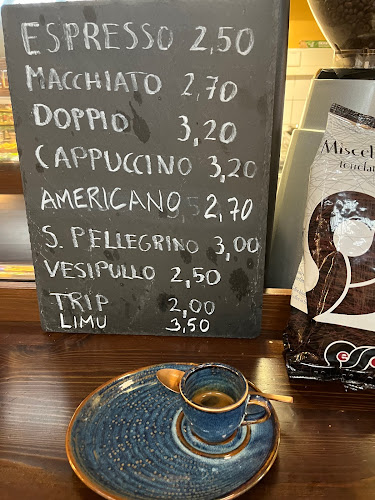 ESPRESSO 2,50
MACCHIATO 2,70
DOPPIO 3,20
CAPPUCCINO 3,20
AMERICANO 2,70
S. PELLEGRINO 3,00
VESIPULLO 2,50
TRIP 2,00
LIMU 3,50